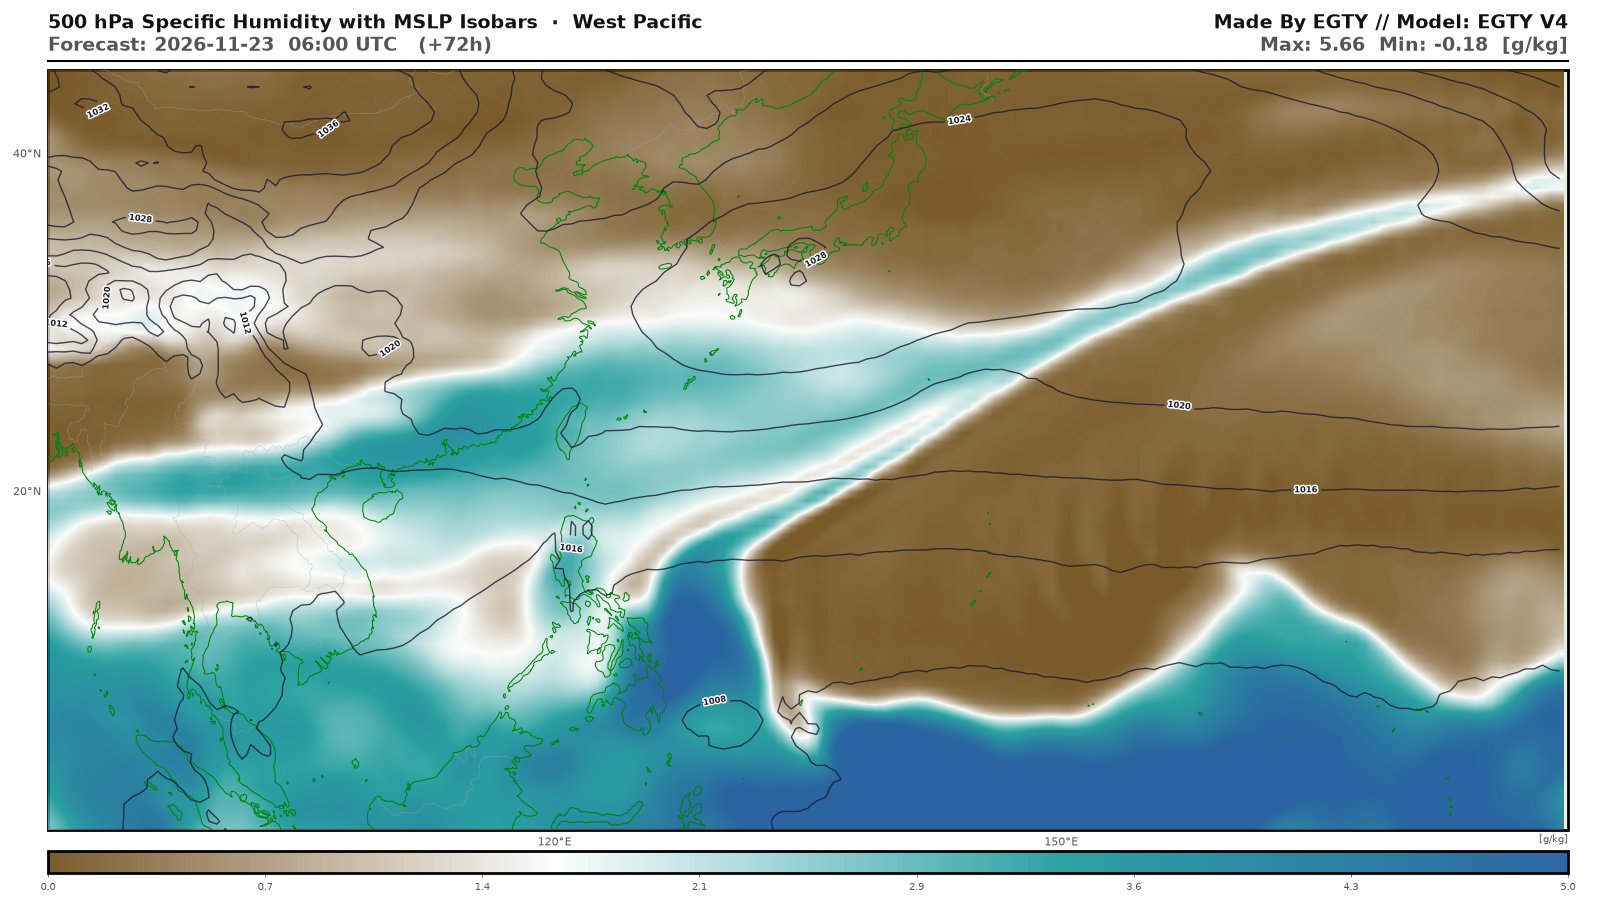 500 hPa Specific Humidity with MSLP Isobars · West Pacific
Made By EGTY // Model: EGTY V4
Forecast: 2026-11-23 06:00 UTC (+72h)
Max: 5.66 Min: -0.18 [g/kg]
1032
1036
1024
40°N
1028
1028
1020
1012
1012
1020
1020
20°N
1016
1016
1008
120°E
150°E
[g/kg]
0.0 0.7 1.4 2.1 2.9 3.6 4.3 5.0